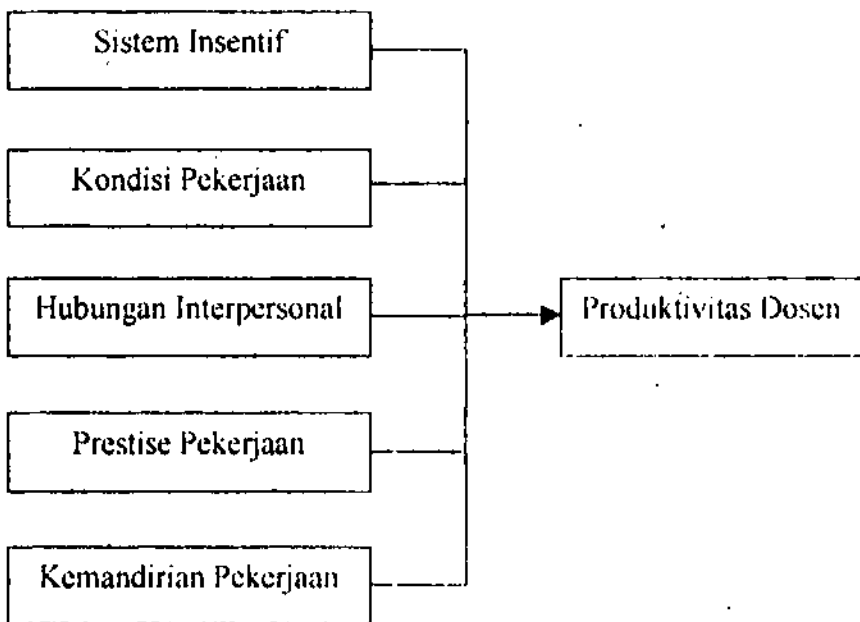 Sistem Insentif
Kondisi Pekerjaan
Hubungan Interpersonal
Produktivitas Dosen
Prestise Pekerjaan
Kemandirian Pekerjaan